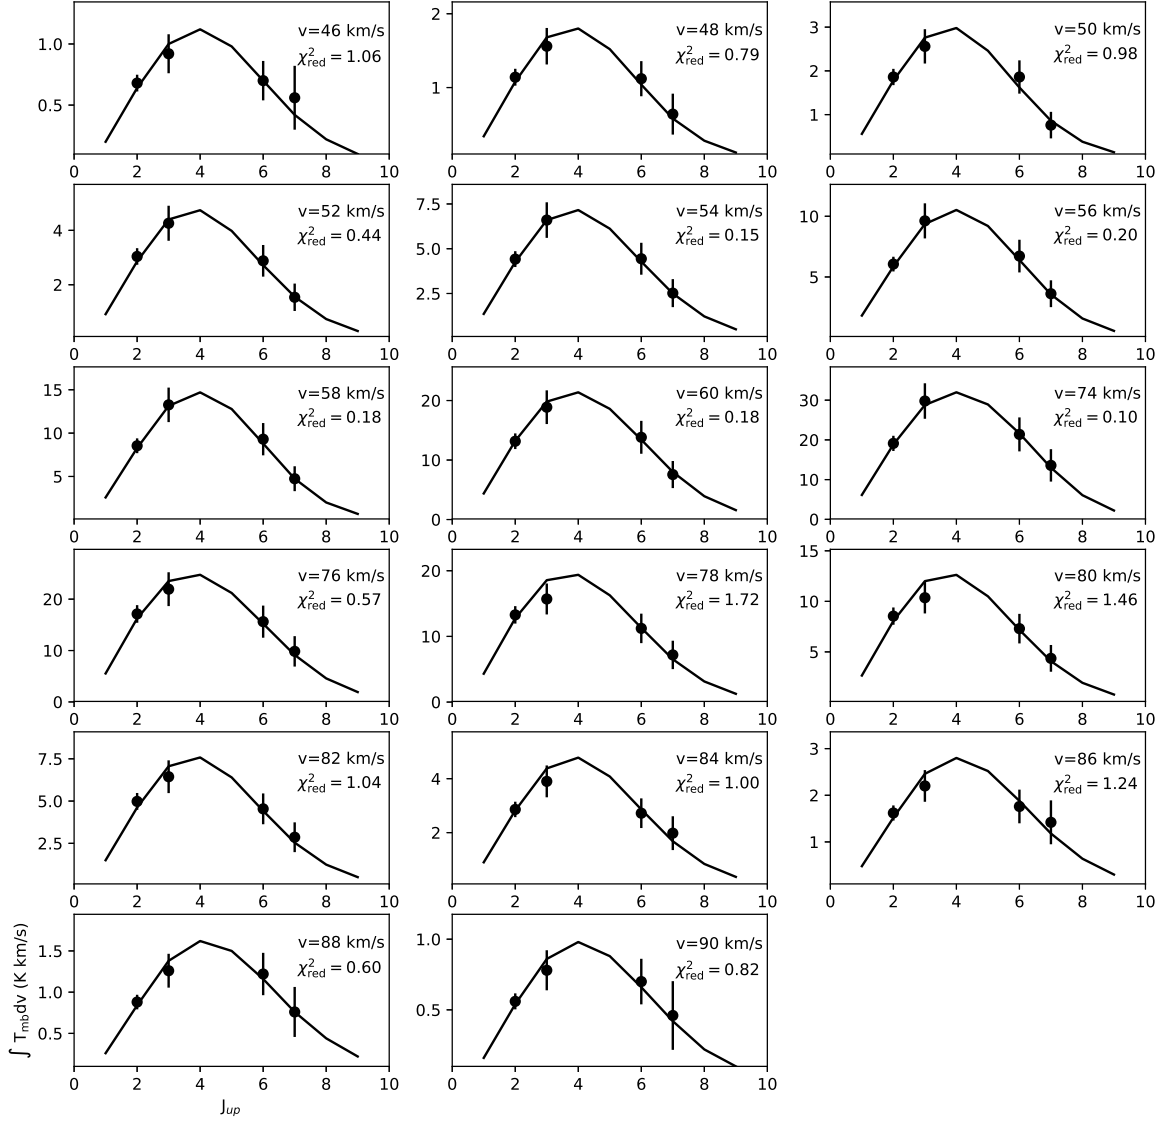 v=46 km/s
χ²red = 1.06
1.0
0.5
0 2 4 6 8 10
v=48 km/s
χ²red = 0.79
2
1
0 2 4 6 8 10
v=50 km/s
χ²red = 0.98
3
2
1
0 2 4 6 8 10
v=52 km/s
χ²red = 0.44
4
2
0 2 4 6 8 10
v=54 km/s
χ²red = 0.15
7.5
5.0
2.5
0 2 4 6 8 10
v=56 km/s
χ²red = 0.20
10
5
0 2 4 6 8 10
v=58 km/s
χ²red = 0.18
15
10
5
0 2 4 6 8 10
v=60 km/s
χ²red = 0.18
20
10
0
0 2 4 6 8 10
v=74 km/s
χ²red = 0.10
30
20
10
0
0 2 4 6 8 10
v=76 km/s
χ²red = 0.57
20
10
0
0 2 4 6 8 10
v=78 km/s
χ²red = 1.72
20
10
0
0 2 4 6 8 10
v=80 km/s
χ²red = 1.46
15
10
5
0 2 4 6 8 10
v=82 km/s
χ²red = 1.04
7.5
5.0
2.5
0 2 4 6 8 10
v=84 km/s
χ²red = 1.00
4
2
0 2 4 6 8 10
v=86 km/s
χ²red = 1.24
3
2
1
0 2 4 6 8 10
v=88 km/s
χ²red = 0.60
1.5
1.0
0.5
0 2 4 6 8 10
∫ Tmbdv (K km/s)
Jup
v=90 km/s
χ²red = 0.82
1.0
0.5
0 2 4 6 8 10